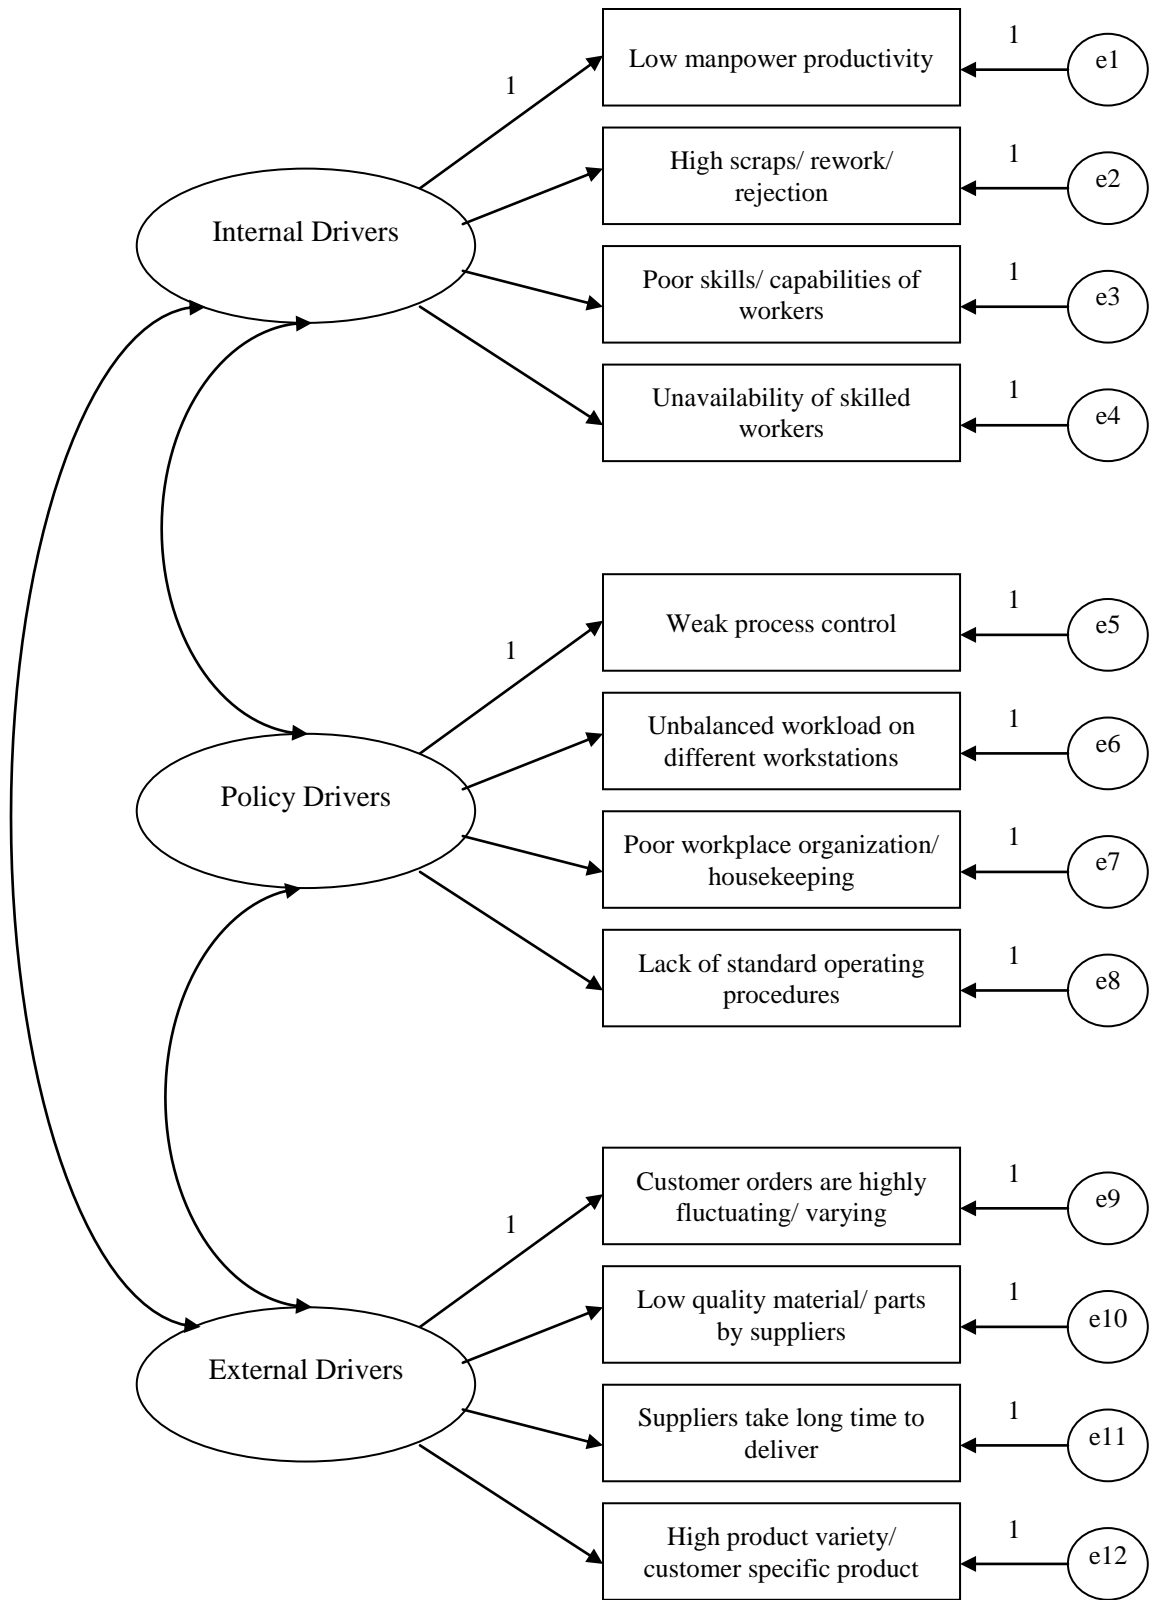 1
Low manpower productivity
1
e1
High scraps/ rework/
rejection
1
e2
Internal Drivers
Poor skills/ capabilities of
workers
1
e3
Unavailability of skilled
workers
1
e4
1
Weak process control
1
e5
Unbalanced workload on
different workstations
1
e6
Policy Drivers
Poor workplace organization/
housekeeping
1
e7
Lack of standard operating
procedures
1
e8
1
Customer orders are highly
fluctuating/ varying
1
e9
Low quality material/ parts
by suppliers
1
e10
External Drivers
Suppliers take long time to
deliver
1
e11
High product variety/
customer specific product
1
e12